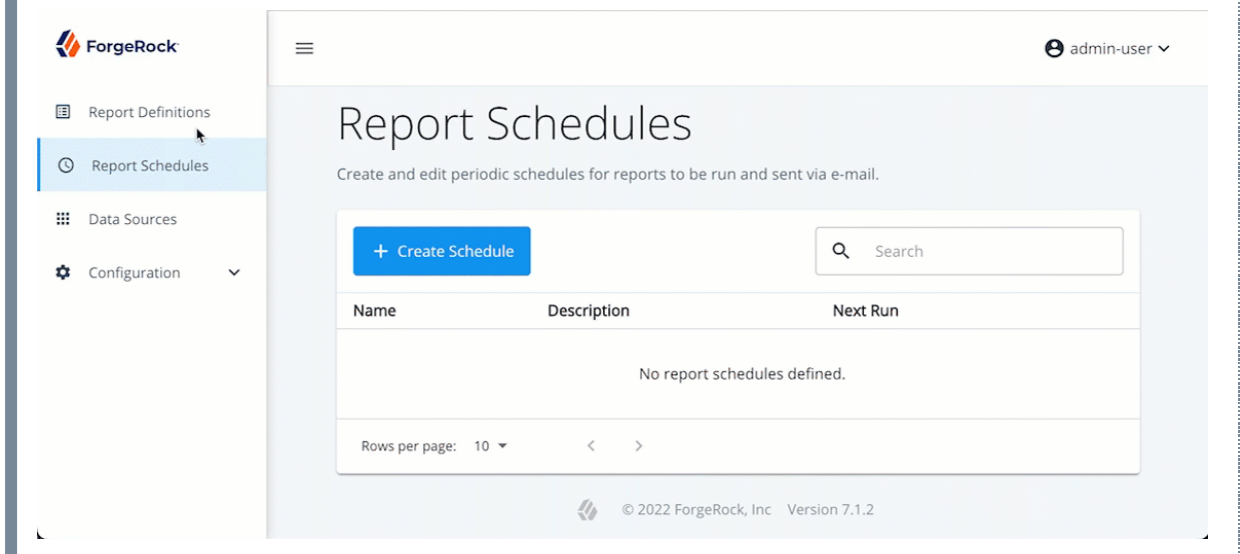 ForgeRock
admin-user
Report Definitions
Report Schedules
Data Sources
Configuration
Report Schedules
Create and edit periodic schedules for reports to be run and sent via e-mail.
+ Create Schedule
Search
Name Description Next Run
No report schedules defined.
Rows per page: 10
© 2022 ForgeRock, Inc Version 7.1.2